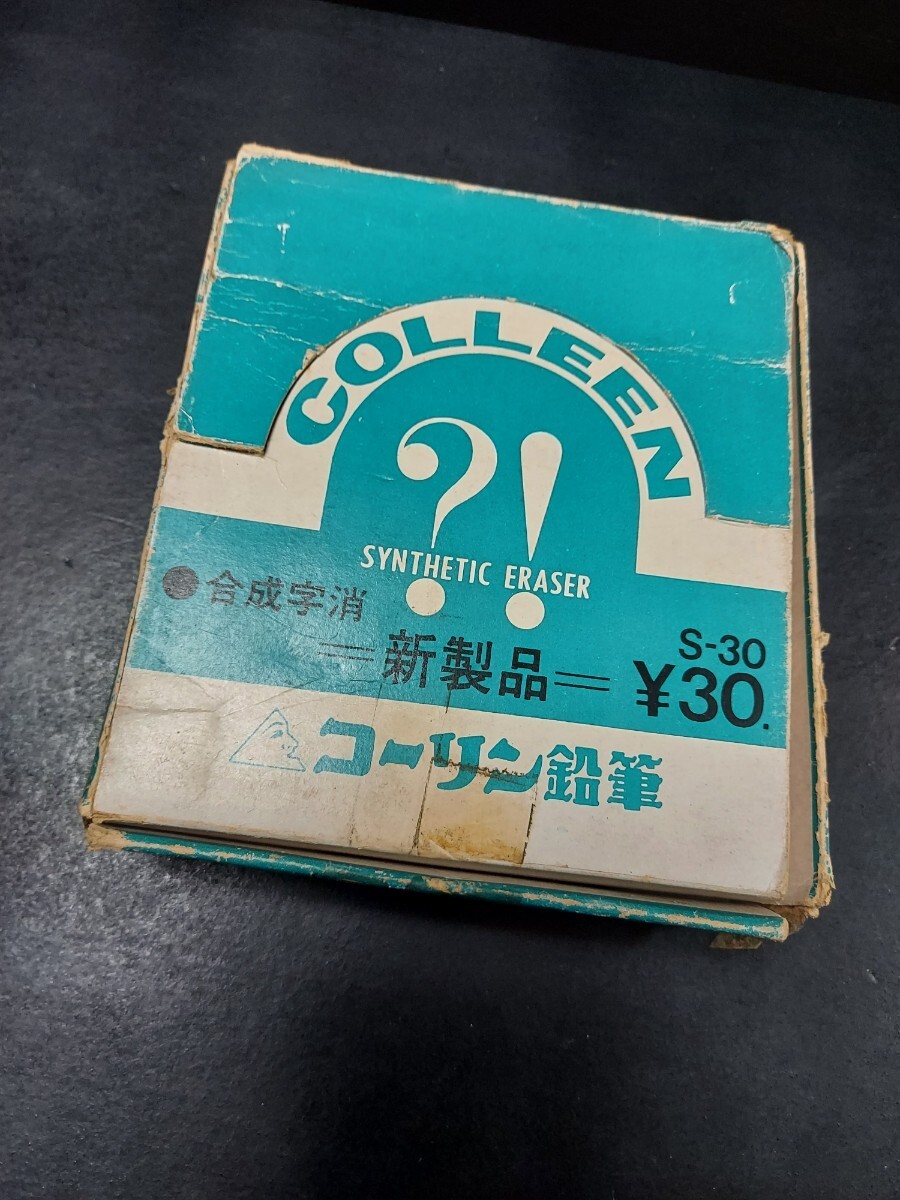 COLLEEN
?!
SYNTHETIC ERASER
●合成字消
=新製品=
S-30
¥30.
コーリン鉛筆